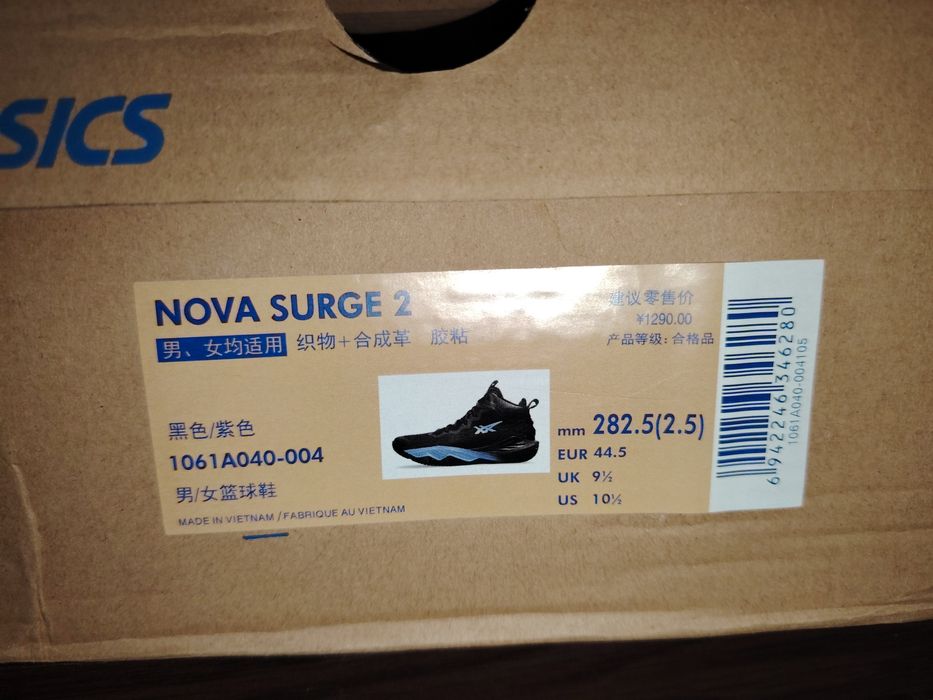 SICS
NOVA SURGE 2
男、女均适用 织物+合成革 胶粘
建议零售价
¥1290.00
产品等级: 合格品
黑色/紫色
1061A040-004
男/女篮球鞋
MADE IN VIETNAM / FABRIQUE AU VIETNAM
mm 282.5(2.5)
EUR 44.5
UK 9½
US 10½
6942246346280
1061A040-004105